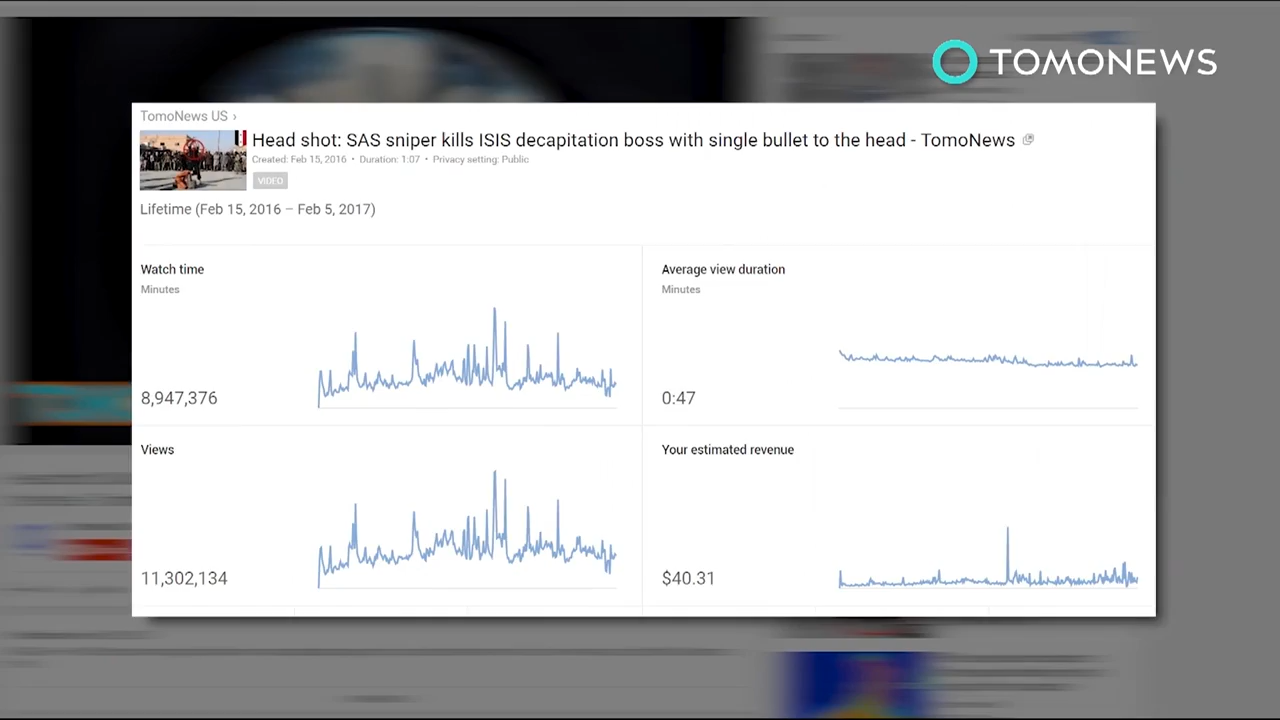 TOMONEWS
TomoNews US ›
Head shot: SAS sniper kills ISIS decapitation boss with single bullet to the head - TomoNews
Created: Feb 15, 2016 • Duration: 1:07 • Privacy setting: Public
VIDEO
Lifetime (Feb 15, 2016 – Feb 5, 2017)
Watch time
Minutes
8,947,376
Average view duration
Minutes
0:47
Views
11,302,134
Your estimated revenue
$40.31